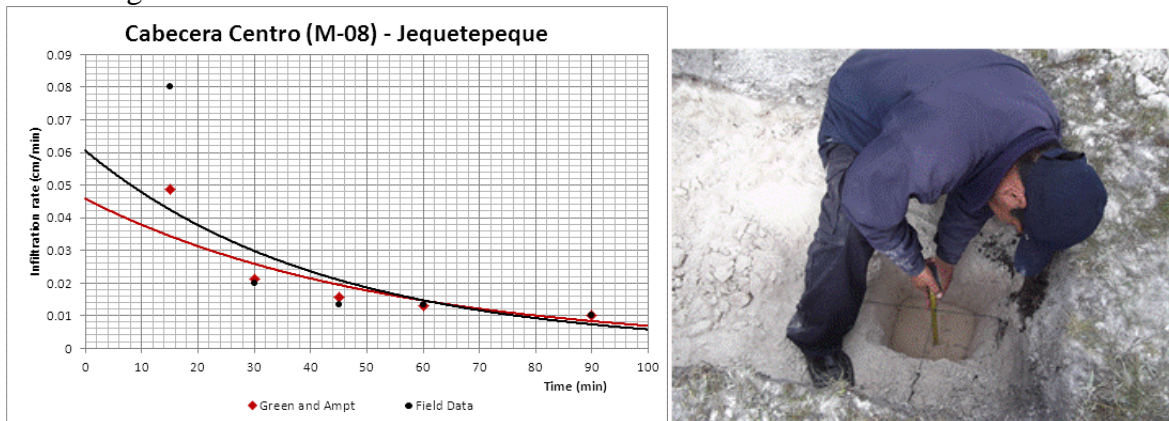 Cabecera Centro (M-08) - Jequetepeque
Infiltration rate (cm/min)
0.09
0.08
0.07
0.06
0.05
0.04
0.03
0.02
0.01
0
0 10 20 30 40 50 60 70 80 90 100
Time (min)
Green and Ampt Field Data